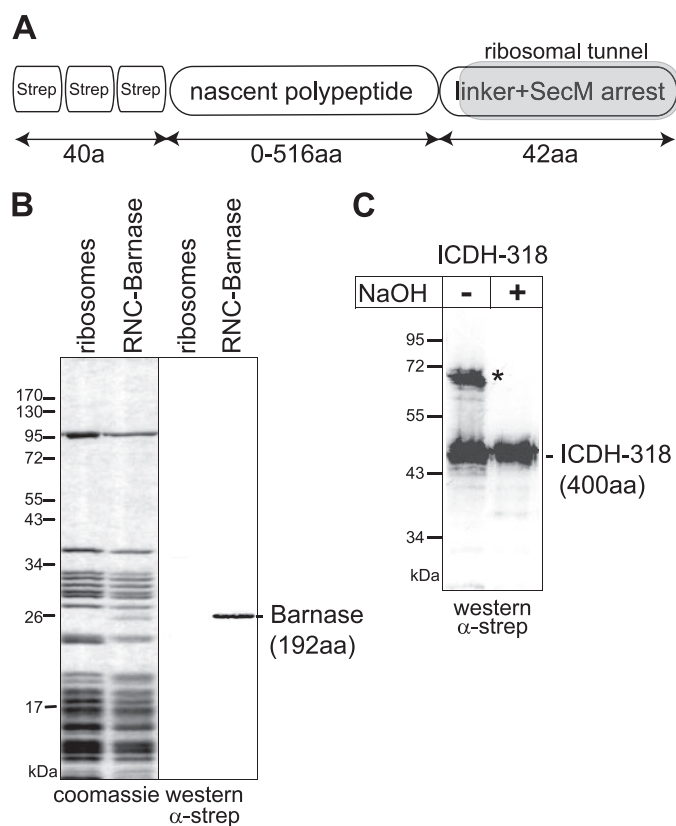 A
ribosomal tunnel
Strep Strep Strep nascent polypeptide linker+SecM arrest
40a 0-516aa 42aa
B
ribosomes
RNC-Barnase
ribosomes
RNC-Barnase
170
130
95
72
55
43
34
26
17
kDa
Barnase
(192aa)
coomassie western
α-strep
C
ICDH-318
NaOH - +
95
72
55
43
34
kDa
*
- ICDH-318
(400aa)
western
α-strep